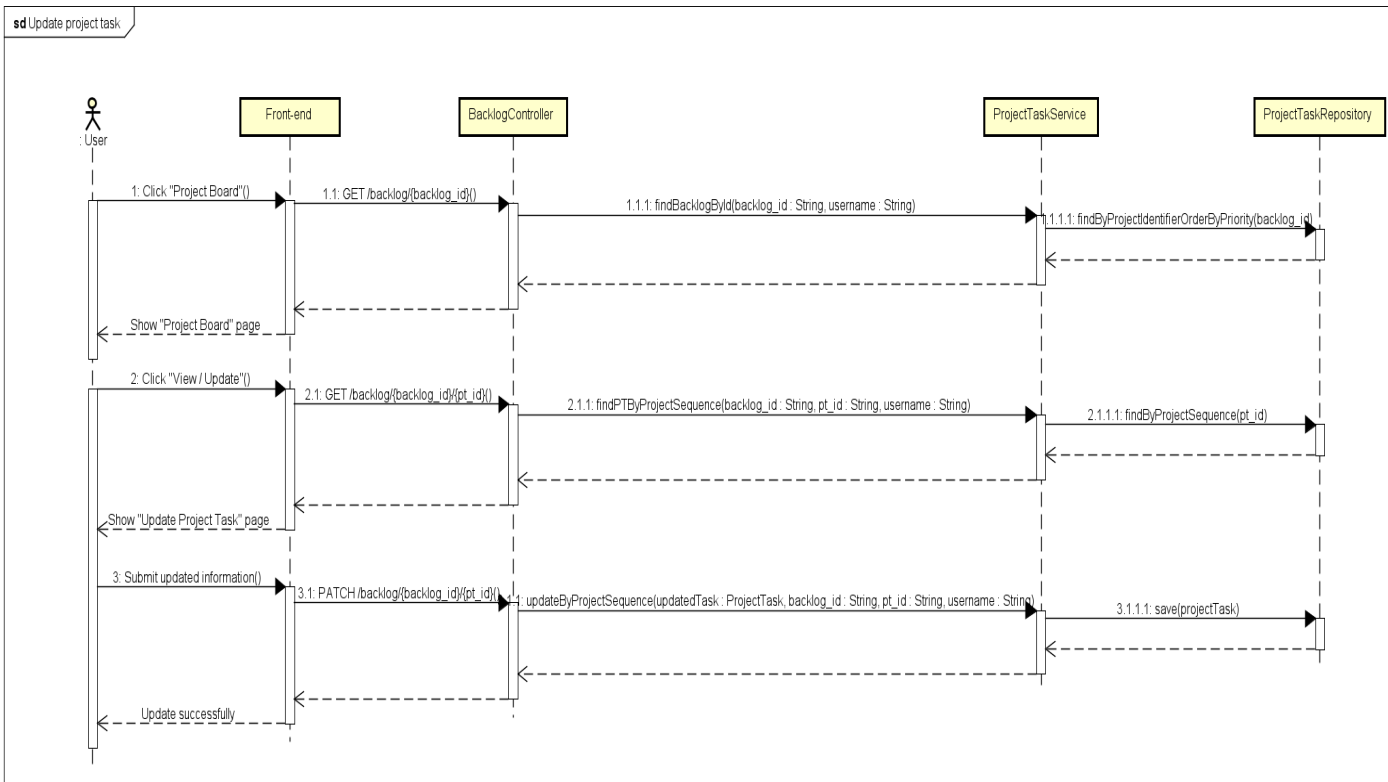 sd Update project task
: User
Front-end
BacklogController
ProjectTaskService
ProjectTaskRepository
1: Click "Project Board"()
1.1: GET /backlog/{backlog_id}()
1.1.1: findBacklogById(backlog_id : String, username : String)
1.1.1.1: findByProjectIdentifierOrderByPriority(backlog_id)
Show "Project Board" page
2: Click "View / Update"()
2.1: GET /backlog/{backlog_id}/{pt_id}()
2.1.1: findPTByProjectSequence(backlog_id : String, pt_id : String, username : String)
2.1.1.1: findByProjectSequence(pt_id)
Show "Update Project Task" page
3: Submit updated information()
3.1: PATCH /backlog/{backlog_id}/{pt_id}()
updateByProjectSequence(updatedTask : ProjectTask, backlog_id : String, pt_id : String, username : String)
3.1.1.1: save(projectTask)
Update successfully